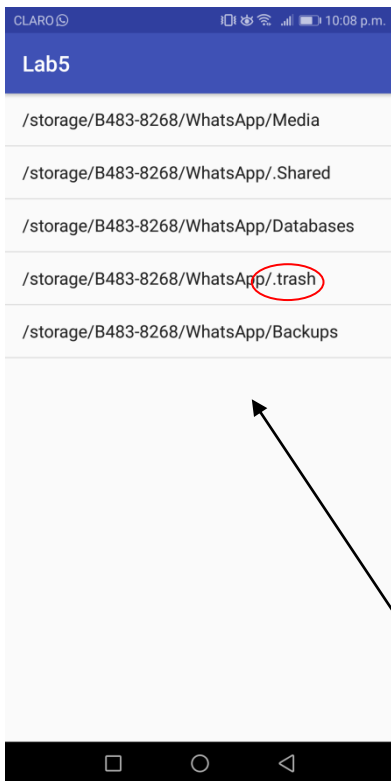 CLARO 10:08 p.m.
Lab5
/storage/B483-8268/WhatsApp/Media
/storage/B483-8268/WhatsApp/.Shared
/storage/B483-8268/WhatsApp/Databases
/storage/B483-8268/WhatsApp/.trash
/storage/B483-8268/WhatsApp/Backups